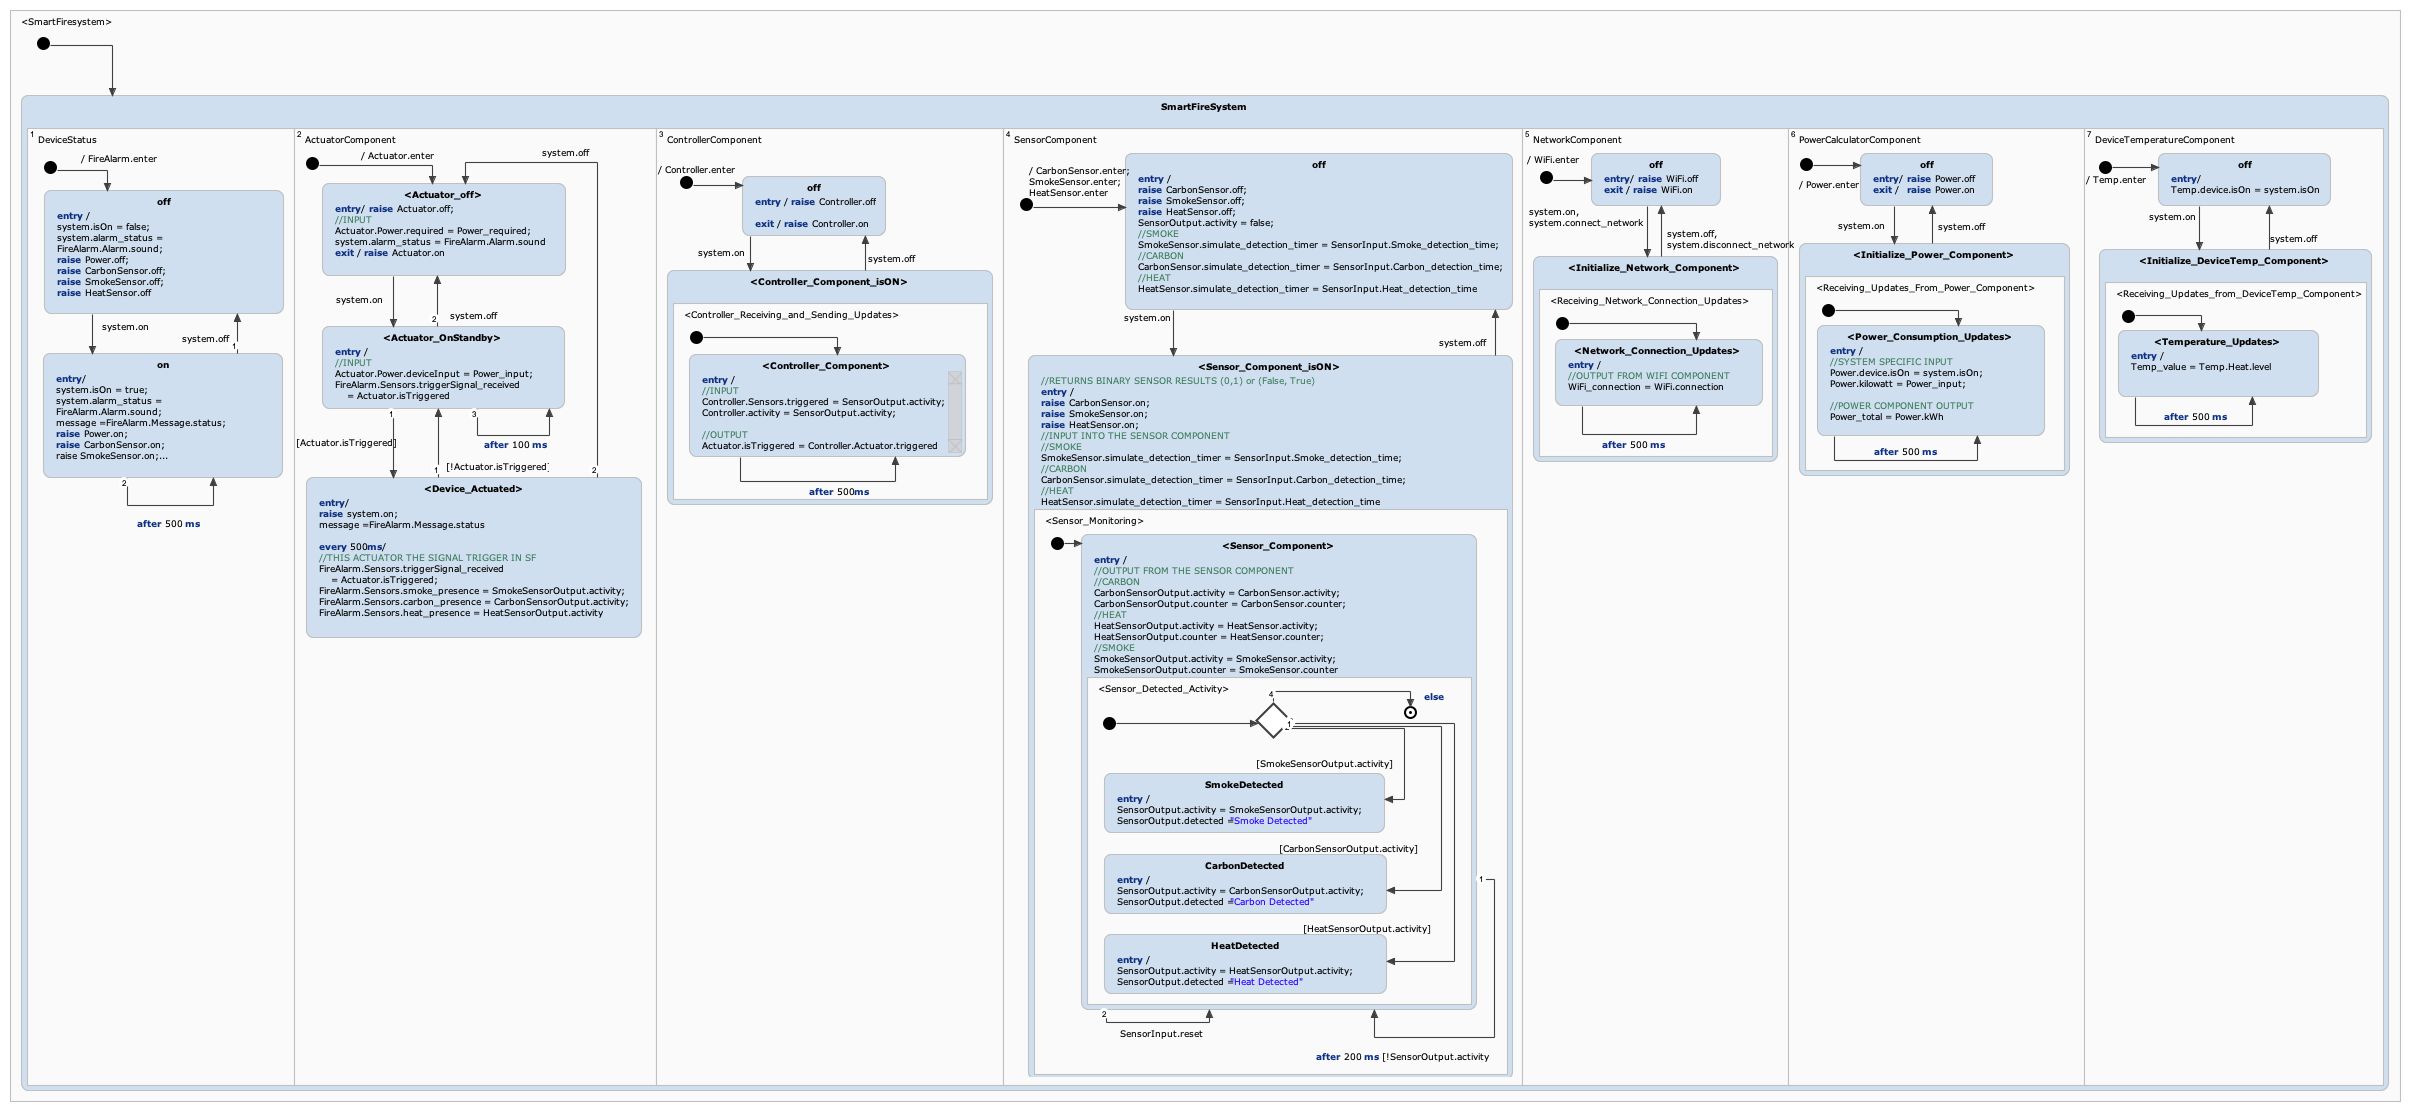 <SmartFiresystem>
SmartFireSystem
1
DeviceStatus
/ FireAlarm.enter
off
entry /
system.isOn = false;
system.alarm_status =
FireAlarm.Alarm.sound;
raise Power.off;
raise CarbonSensor.off;
raise SmokeSensor.off;
raise HeatSensor.off
system.on
system.off
1
on
entry/
system.isOn = true;
system.alarm_status =
FireAlarm.Alarm.sound;
message =FireAlarm.Message.status;
raise Power.on;
raise CarbonSensor.on;
raise SmokeSensor.on;...
2
after 500 ms
2
ActuatorComponent
/ Actuator.enter
system.off
<Actuator_off>
entry/ raise Actuator.off;
//INPUT
Actuator.Power.required = Power_required;
system.alarm_status = FireAlarm.Alarm.sound
exit / raise Actuator.on
system.on
system.off
2
<Actuator_OnStandby>
entry /
//INPUT
Actuator.Power.deviceInput = Power_input;
FireAlarm.Sensors.triggerSignal_received
= Actuator.isTriggered
1
3
after 100 ms
[Actuator.isTriggered]
[!Actuator.isTriggered]
1
2
<Device_Actuated>
entry/
raise system.on;
message =FireAlarm.Message.status
every 500ms/
//THIS ACTUATOR THE SIGNAL TRIGGER IN SF
FireAlarm.Sensors.triggerSignal_received
= Actuator.isTriggered;
FireAlarm.Sensors.smoke_presence = SmokeSensorOutput.activity;
FireAlarm.Sensors.carbon_presence = CarbonSensorOutput.activity;
FireAlarm.Sensors.heat_presence = HeatSensorOutput.activity
3
ControllerComponent
/ Controller.enter
off
entry / raise Controller.off
exit / raise Controller.on
system.on
system.off
<Controller_Component_isON>
<Controller_Receiving_and_Sending_Updates>
<Controller_Component>
entry /
//INPUT
Controller.Sensors.triggered = SensorOutput.activity;
Controller.activity = SensorOutput.activity;
//OUTPUT
Actuator.isTriggered = Controller.Actuator.triggered
after 500ms
4
SensorComponent
/ CarbonSensor.enter;
SmokeSensor.enter;
HeatSensor.enter
off
entry /
raise CarbonSensor.off;
raise SmokeSensor.off;
raise HeatSensor.off;
SensorOutput.activity = false;
//SMOKE
SmokeSensor.simulate_detection_timer = SensorInput.Smoke_detection_time;
//CARBON
CarbonSensor.simulate_detection_timer = SensorInput.Carbon_detection_time;
//HEAT
HeatSensor.simulate_detection_timer = SensorInput.Heat_detection_time
system.on
system.off
<Sensor_Component_isON>
//RETURNS BINARY SENSOR RESULTS (0,1) or (False, True)
entry /
raise CarbonSensor.on;
raise SmokeSensor.on;
raise HeatSensor.on;
//INPUT INTO THE SENSOR COMPONENT
//SMOKE
SmokeSensor.simulate_detection_timer = SensorInput.Smoke_detection_time;
//CARBON
CarbonSensor.simulate_detection_timer = SensorInput.Carbon_detection_time;
//HEAT
HeatSensor.simulate_detection_timer = SensorInput.Heat_detection_time
<Sensor_Monitoring>
<Sensor_Component>
entry /
//OUTPUT FROM THE SENSOR COMPONENT
//CARBON
CarbonSensorOutput.activity = CarbonSensor.activity;
CarbonSensorOutput.counter = CarbonSensor.counter;
//HEAT
HeatSensorOutput.activity = HeatSensor.activity;
HeatSensorOutput.counter = HeatSensor.counter;
//SMOKE
SmokeSensorOutput.activity = SmokeSensor.activity;
SmokeSensorOutput.counter = SmokeSensor.counter
<Sensor_Detected_Activity>
4
else
1
2
[SmokeSensorOutput.activity]
SmokeDetected
entry /
SensorOutput.activity = SmokeSensorOutput.activity;
SensorOutput.detected ="Smoke Detected"
[CarbonSensorOutput.activity]
CarbonDetected
entry /
SensorOutput.activity = CarbonSensorOutput.activity;
SensorOutput.detected ="Carbon Detected"
1
[HeatSensorOutput.activity]
HeatDetected
entry /
SensorOutput.activity = HeatSensorOutput.activity;
SensorOutput.detected ="Heat Detected"
2
SensorInput.reset
after 200 ms [!SensorOutput.activity
5
NetworkComponent
/ WiFi.enter
off
entry/ raise WiFi.off
exit / raise WiFi.on
system.on,
system.connect_network
system.off,
system.disconnect_network
<Initialize_Network_Component>
<Receiving_Network_Connection_Updates>
<Network_Connection_Updates>
entry /
//OUTPUT FROM WIFI COMPONENT
WiFi_connection = WiFi.connection
after 500 ms
6
PowerCalculatorComponent
/ Power.enter
off
entry/ raise Power.off
exit / raise Power.on
system.on
system.off
<Initialize_Power_Component>
<Receiving_Updates_From_Power_Component>
<Power_Consumption_Updates>
entry /
//SYSTEM SPECIFIC INPUT
Power.device.isOn = system.isOn;
Power.kilowatt = Power_input;
//POWER COMPONENT OUTPUT
Power_total = Power.kWh
after 500 ms
7
DeviceTemperatureComponent
/ Temp.enter
off
entry/
Temp.device.isOn = system.isOn
system.on
system.off
<Initialize_DeviceTemp_Component>
<Receiving_Updates_from_DeviceTemp_Component>
<Temperature_Updates>
entry /
Temp_value = Temp.Heat.level
after 500 ms